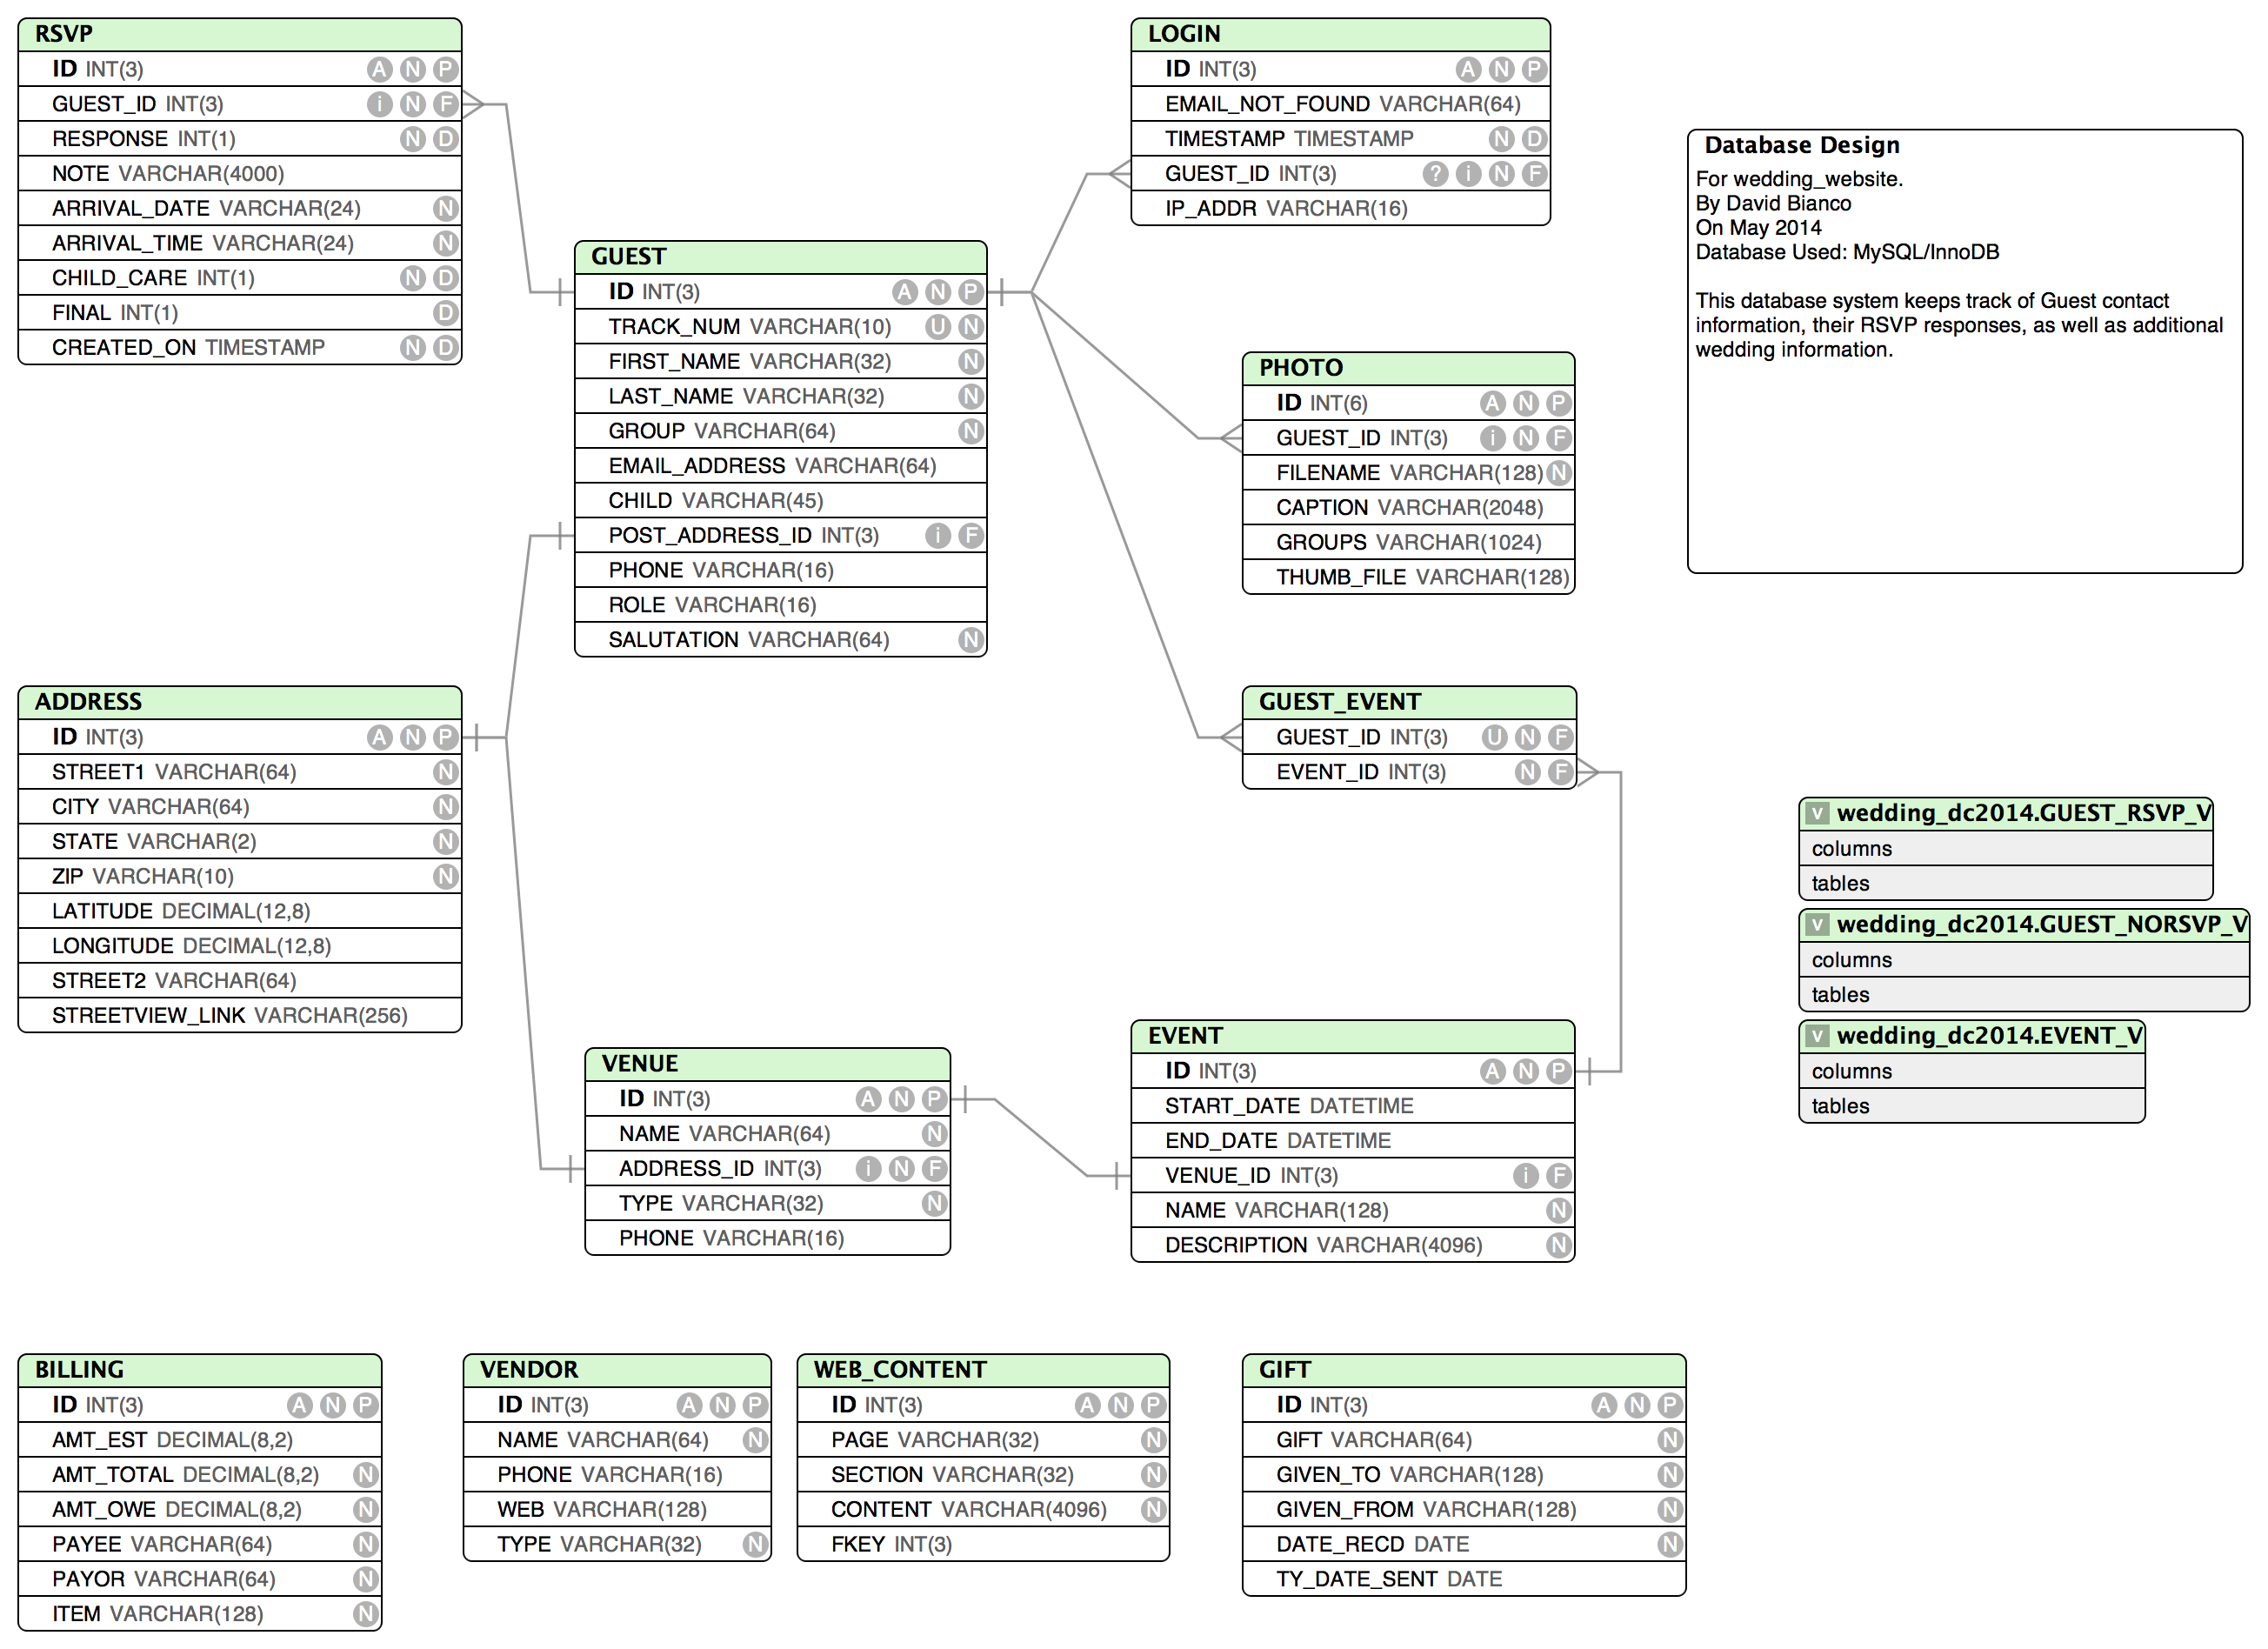 RSVP
ID INT(3) A N P
GUEST_ID INT(3) i N F
RESPONSE INT(1) N D
NOTE VARCHAR(4000)
ARRIVAL_DATE VARCHAR(24) N
ARRIVAL_TIME VARCHAR(24) N
CHILD_CARE INT(1) N D
FINAL INT(1) D
CREATED_ON TIMESTAMP N D
GUEST
ID INT(3) A N P
TRACK_NUM VARCHAR(10) U N
FIRST_NAME VARCHAR(32) N
LAST_NAME VARCHAR(32) N
GROUP VARCHAR(64) N
EMAIL_ADDRESS VARCHAR(64)
CHILD VARCHAR(45)
POST_ADDRESS_ID INT(3) i F
PHONE VARCHAR(16)
ROLE VARCHAR(16)
SALUTATION VARCHAR(64) N
LOGIN
ID INT(3) A N P
EMAIL_NOT_FOUND VARCHAR(64)
TIMESTAMP TIMESTAMP N D
GUEST_ID INT(3) ? i N F
IP_ADDR VARCHAR(16)
PHOTO
ID INT(6) A N P
GUEST_ID INT(3) i N F
FILENAME VARCHAR(128) N
CAPTION VARCHAR(2048)
GROUPS VARCHAR(1024)
THUMB_FILE VARCHAR(128)
Database Design
For wedding_website.
By David Bianco
On May 2014
Database Used: MySQL/InnoDB
This database system keeps track of Guest contact
information, their RSVP responses, as well as additional
wedding information.
ADDRESS
ID INT(3) A N P
STREET1 VARCHAR(64) N
CITY VARCHAR(64) N
STATE VARCHAR(2) N
ZIP VARCHAR(10) N
LATITUDE DECIMAL(12,8)
LONGITUDE DECIMAL(12,8)
STREET2 VARCHAR(64)
STREETVIEW_LINK VARCHAR(256)
GUEST_EVENT
GUEST_ID INT(3) U N F
EVENT_ID INT(3) N F
v wedding_dc2014.GUEST_RSVP_V
columns
tables
v wedding_dc2014.GUEST_NORSVP_V
columns
tables
v wedding_dc2014.EVENT_V
columns
tables
VENUE
ID INT(3) A N P
NAME VARCHAR(64) N
ADDRESS_ID INT(3) i N F
TYPE VARCHAR(32) N
PHONE VARCHAR(16)
EVENT
ID INT(3) A N P
START_DATE DATETIME
END_DATE DATETIME
VENUE_ID INT(3) i F
NAME VARCHAR(128) N
DESCRIPTION VARCHAR(4096) N
BILLING
ID INT(3) A N P
AMT_EST DECIMAL(8,2)
AMT_TOTAL DECIMAL(8,2) N
AMT_OWE DECIMAL(8,2) N
PAYEE VARCHAR(64) N
PAYOR VARCHAR(64) N
ITEM VARCHAR(128) N
VENDOR
ID INT(3) A N P
NAME VARCHAR(64) N
PHONE VARCHAR(16)
WEB VARCHAR(128)
TYPE VARCHAR(32) N
WEB_CONTENT
ID INT(3) A N P
PAGE VARCHAR(32) N
SECTION VARCHAR(32) N
CONTENT VARCHAR(4096) N
FKEY INT(3)
GIFT
ID INT(3) A N P
GIFT VARCHAR(64) N
GIVEN_TO VARCHAR(128) N
GIVEN_FROM VARCHAR(128) N
DATE_RECD DATE N
TY_DATE_SENT DATE